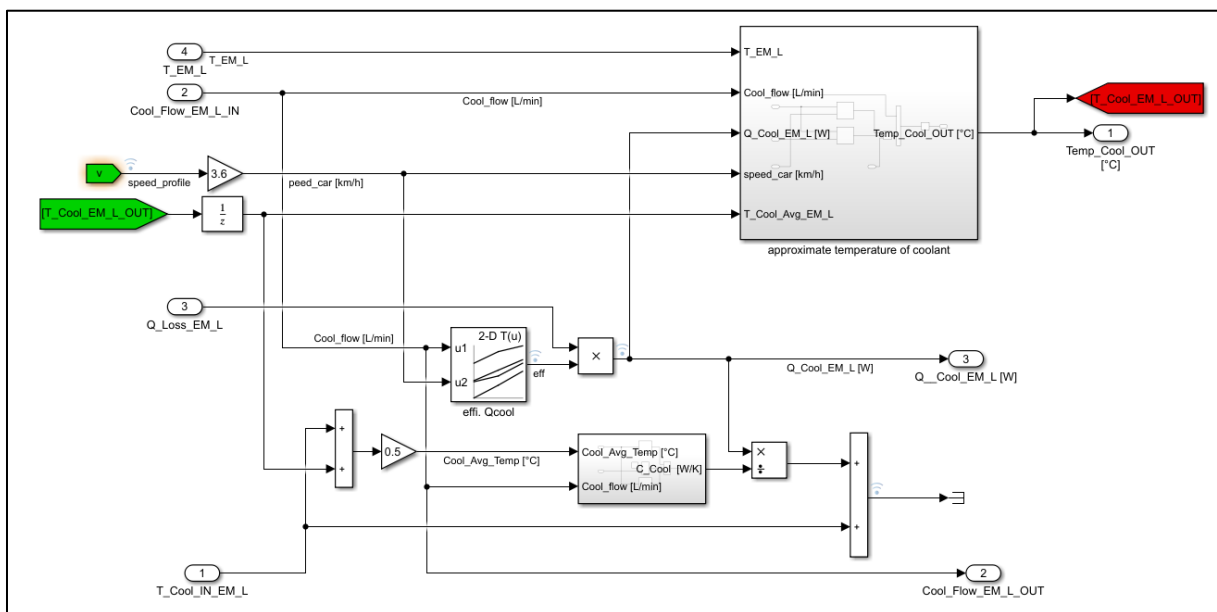 4
T_EM_L
T_EM_L
T_EM_L
2
Cool_Flow_EM_L_IN
Cool_flow [L/min]
Cool_flow [L/min]
Q_Cool_EM_L [W]
Temp_Cool_OUT [°C]
[T_Cool_EM_L_OUT]
1
Temp_Cool_OUT
[°C]
v
speed_profile
3.6
peed_car [km/h]
speed_car [km/h]
[T_Cool_EM_L_OUT]
1
z
T_Cool_Avg_EM_L
approximate temperature of coolant
3
Q_Loss_EM_L
Cool_flow [L/min]
2-D T(u)
u1
u2
eff
effi. Qcool
×
Q_Cool_EM_L [W]
3
Q__Cool_EM_L [W]
+
+
0.5
Cool_Avg_Temp [°C]
Cool_Avg_Temp [°C]
C_Cool [W/K]
Cool_flow [L/min]
×
÷
+
+
1
T_Cool_IN_EM_L
2
Cool_Flow_EM_L_OUT